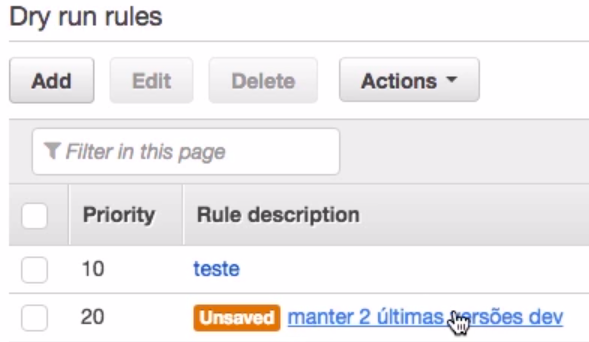 Dry run rules
Add Edit Delete Actions
Filter in this page
Priority Rule description
10 teste
20 Unsaved manter 2 últimas versões dev